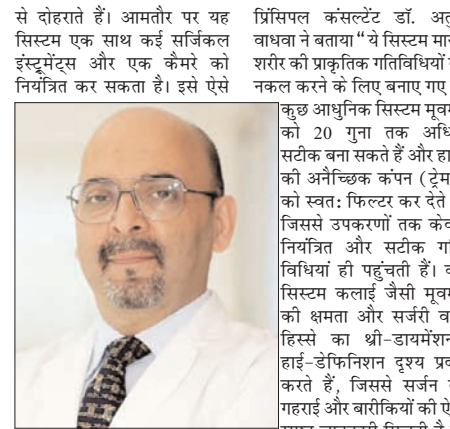 से दोहराते हैं। आमतौर पर यह
सिस्टम एक साथ कई सर्जिकल
इंस्ट्रूमेंट्स और एक कैमरे को
नियंत्रित कर सकता है। इसे ऐसे
प्रिंसिपल कंसल्टेंट डॉ.
वाधवा ने बताया “ ये सिस्टम
शरीर की प्राकृतिक गतिविधियों
नकल करने के लिए बनाए गए
कुछ आधुनिक सिस्टम
को 20 गुना तक
सटीक बना सकते हैं और
की अनैच्छिक कंपन (
को स्वत: फिल्टर कर देते
जिससे उपकरणों तक
नियंत्रित और सटीक
विधियां ही पहुंचती हैं।
सिस्टम कलाई जैसी
की क्षमता और सर्जरी
हिस्से का
हाई-डेफिनिशन दृश्य
करते हैं, जिससे सर्जन
गहराई और बारीकियों की